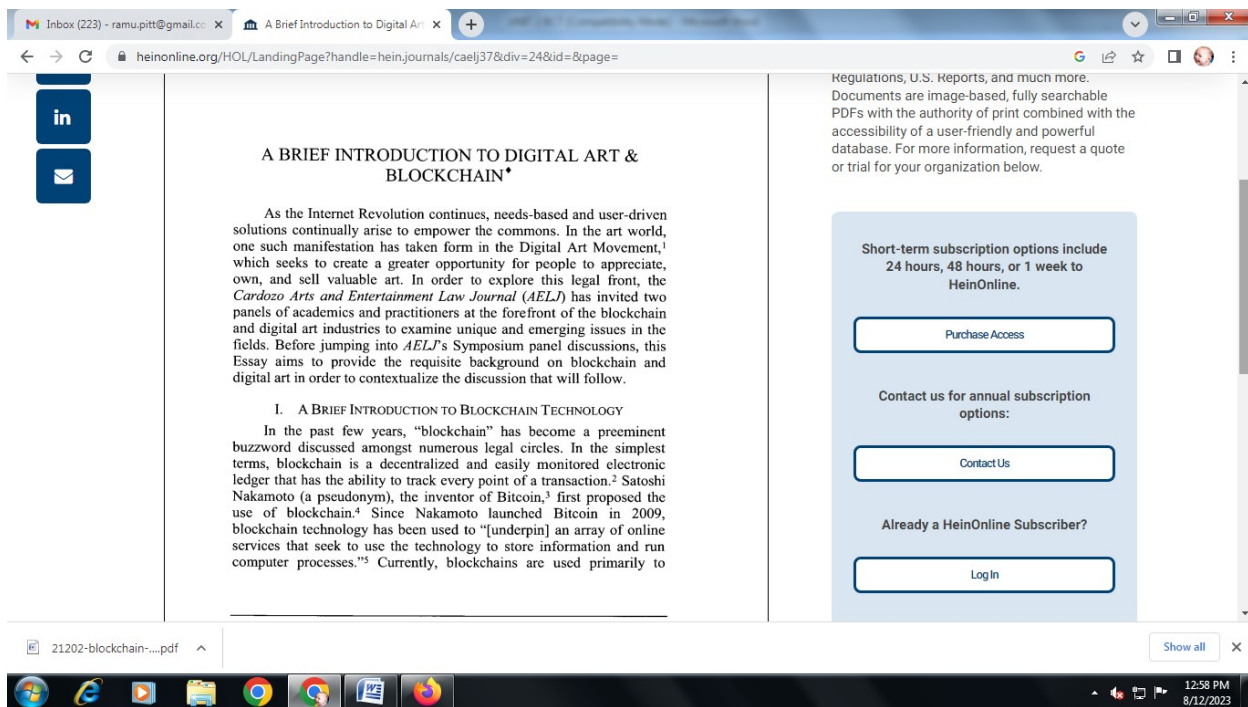 Inbox (223) - ramu.pitt@gmail.co
A Brief Introduction to Digital Art
heinonline.org/HOL/LandingPage?handle=hein.journals/caelj37&div=24&id=&page=
in
A BRIEF INTRODUCTION TO DIGITAL ART &
BLOCKCHAIN♦
As the Internet Revolution continues, needs-based and user-driven
solutions continually arise to empower the commons. In the art world,
one such manifestation has taken form in the Digital Art Movement,¹
which seeks to create a greater opportunity for people to appreciate,
own, and sell valuable art. In order to explore this legal front, the
Cardozo Arts and Entertainment Law Journal (AELJ) has invited two
panels of academics and practitioners at the forefront of the blockchain
and digital art industries to examine unique and emerging issues in the
fields. Before jumping into AELJ's Symposium panel discussions, this
Essay aims to provide the requisite background on blockchain and
digital art in order to contextualize the discussion that will follow.
I. A BRIEF INTRODUCTION TO BLOCKCHAIN TECHNOLOGY
In the past few years, “blockchain” has become a preeminent
buzzword discussed amongst numerous legal circles. In the simplest
terms, blockchain is a decentralized and easily monitored electronic
ledger that has the ability to track every point of a transaction.² Satoshi
Nakamoto (a pseudonym), the inventor of Bitcoin,³ first proposed the
use of blockchain.⁴ Since Nakamoto launched Bitcoin in 2009,
blockchain technology has been used to “[underpin] an array of online
services that seek to use the technology to store information and run
computer processes.”⁵ Currently, blockchains are used primarily to
Regulations, U.S. Reports, and much more.
Documents are image-based, fully searchable
PDFs with the authority of print combined with the
accessibility of a user-friendly and powerful
database. For more information, request a quote
or trial for your organization below.
Short-term subscription options include
24 hours, 48 hours, or 1 week to
HeinOnline.
Purchase Access
Contact us for annual subscription
options:
Contact Us
Already a HeinOnline Subscriber?
Log In
21202-blockchain-....pdf
Show all
12:58 PM
8/12/2023